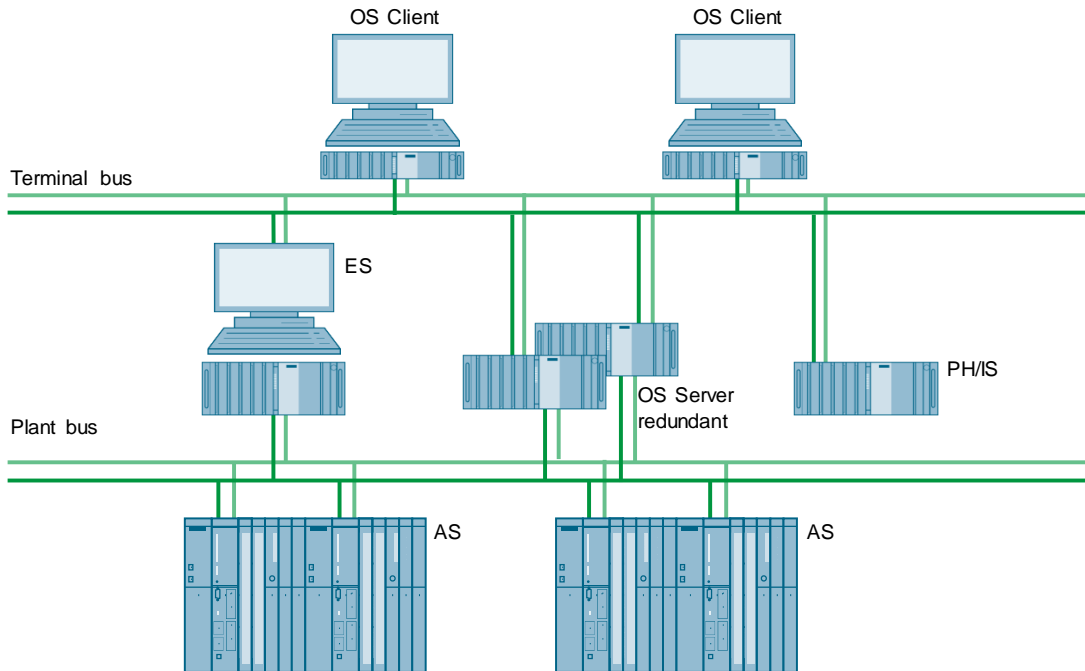 OS Client
OS Client
Terminal bus
ES
PH/IS
OS Server
redundant
Plant bus
AS
AS